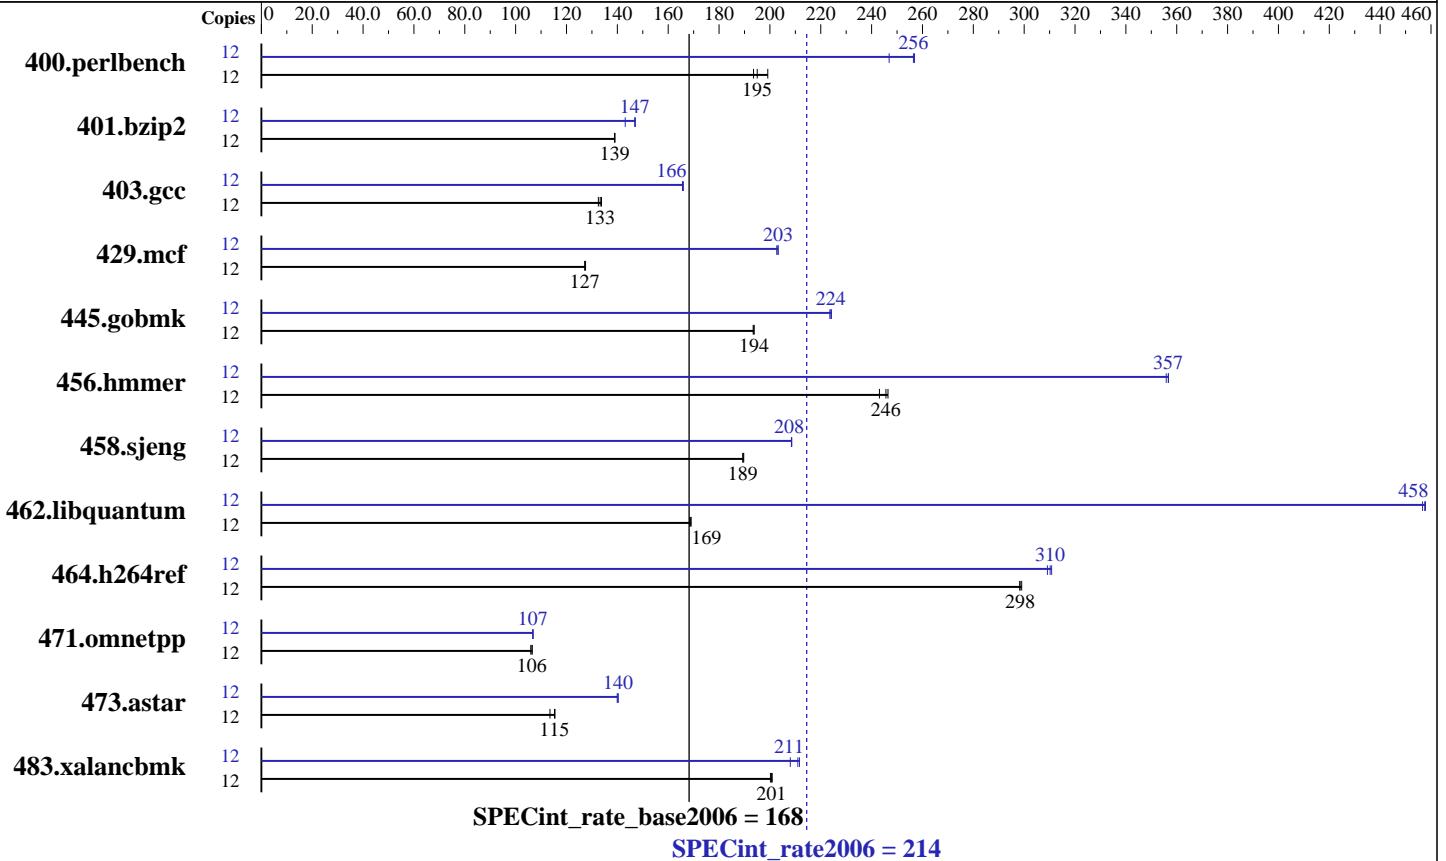 Copies 0 20.0 40.0 60.0 80.0 100 120 140 160 180 200 220 240 260 280 300 320 340 360 380 400 420 440 460
400.perlbench 12 256
12 195
401.bzip2 12 147
12 139
403.gcc 12 166
12 133
429.mcf 12 203
12 127
445.gobmk 12 224
12 194
456.hmmer 12 357
12 246
458.sjeng 12 208
12 189
462.libquantum 12 458
12 169
464.h264ref 12 310
12 298
471.omnetpp 12 107
12 106
473.astar 12 140
12 115
483.xalancbmk 12 211
12 201
SPECint_rate_base2006 = 168
SPECint_rate2006 = 214